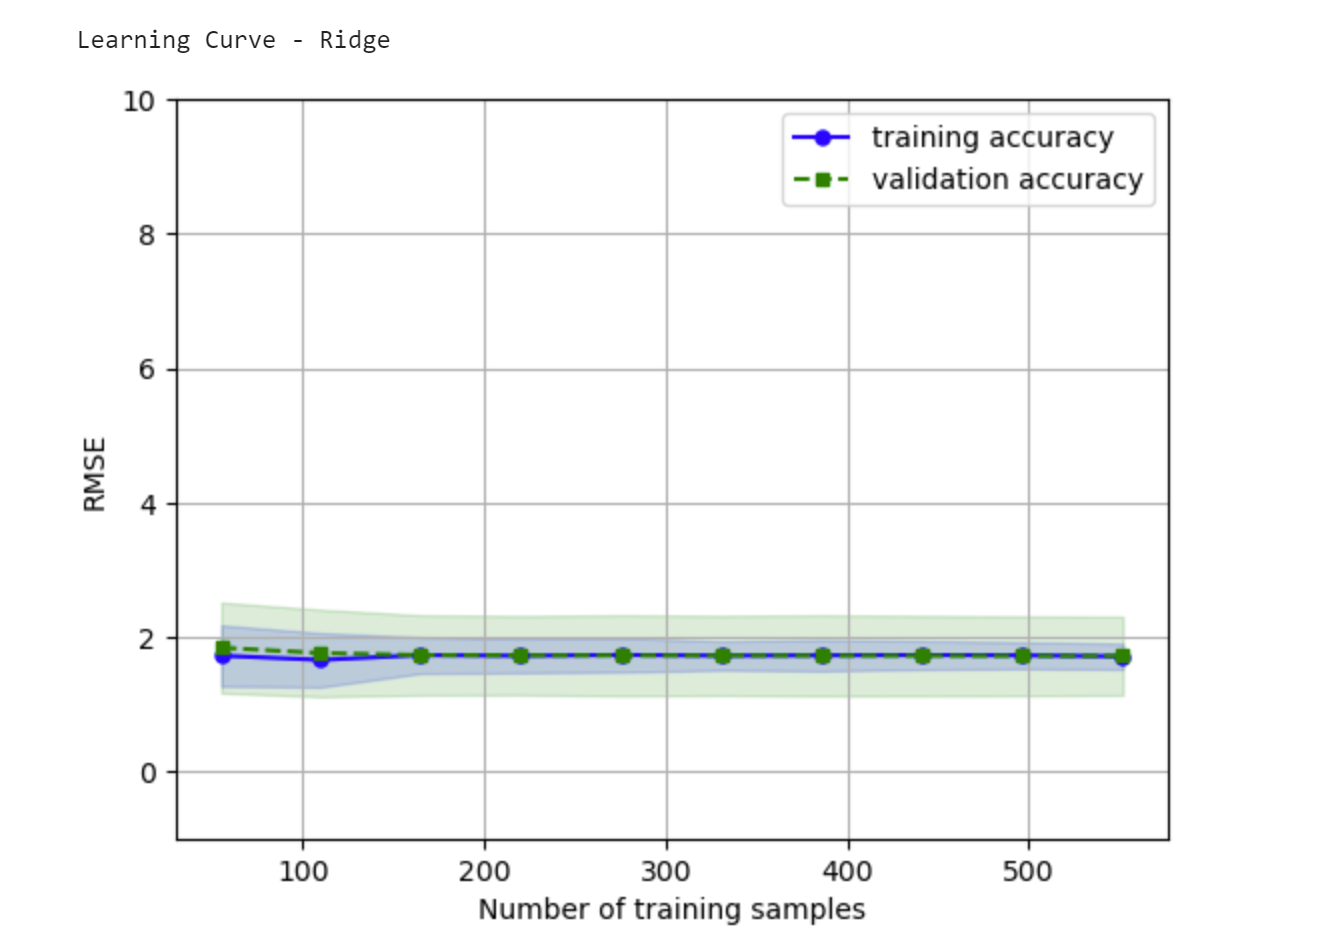 Learning Curve - Ridge
10
training accuracy
validation accuracy
8
6
RMSE
4
2
0
100 200 300 400 500
Number of training samples